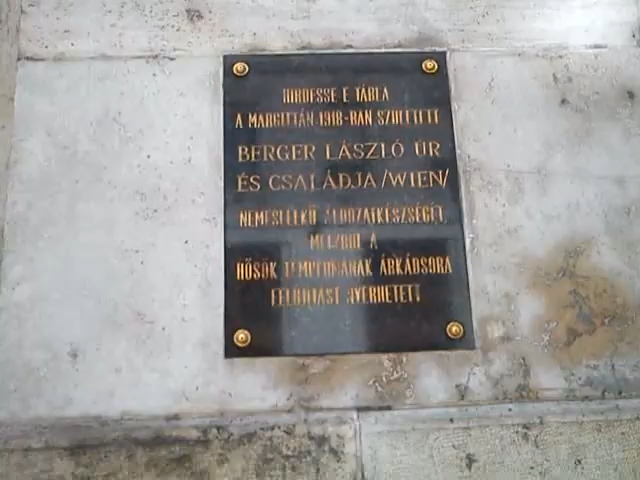 HIRDESSE E TÁBLA
A MARGITTÁN 1918-BAN SZÜLETETT
BERGER LÁSZLÓ ÚR
ÉS CSALÁDJA /WIEN/
NEMESLELKŰ ÁLDOZATKÉSZSÉGÉT,
MELYBŐL A
HŐSÖK TEMPLOMÁNAK ÁRKÁDSORA
FELÚJÍTÁST NYERHETETT